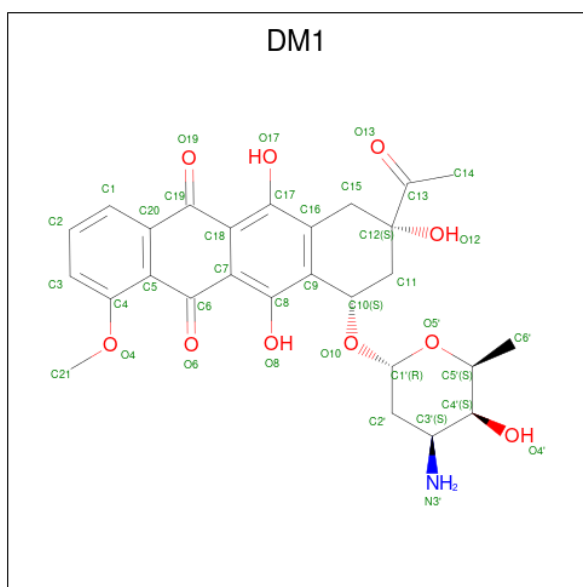 DM1
O19
O17
O13
O
HO
O
C14
C1
C19
C17
C15
C13
C2
C20
C16
C18
C12(S)
OH
O12
C3
C7
C5
C9
C11
C4
C6
C8
C10(S)
O5'
C6'
O
O
OH
O
O
C21
O4
O6
O8
O10
C1'(R)
C5'(S)
C4'(S)
C2'
C3'(S)
OH
O4'
NH2
N3'